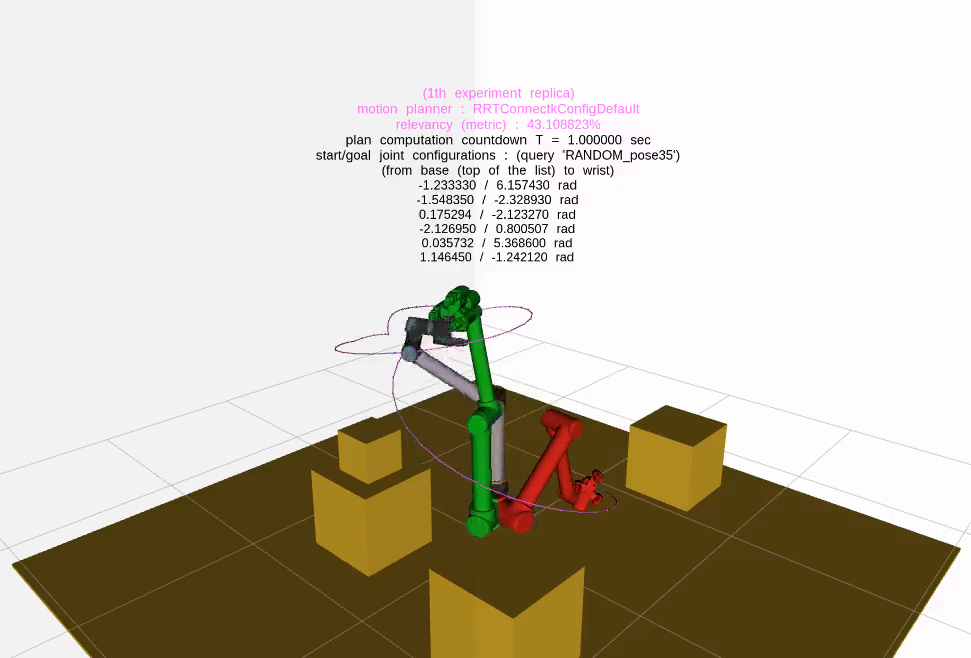 (1th experiment replica)
motion planner : RRTConnectkConfigDefault
relevancy (metric) : 43.108823%
plan computation countdown T = 1.000000 sec
start/goal joint configurations : (query 'RANDOM_pose35')
(from base (top of the list) to wrist)
-1.233330 / 6.157430 rad
-1.548350 / -2.328930 rad
0.175294 / -2.123270 rad
-2.126950 / 0.800507 rad
0.035732 / 5.368600 rad
1.146450 / -1.242120 rad